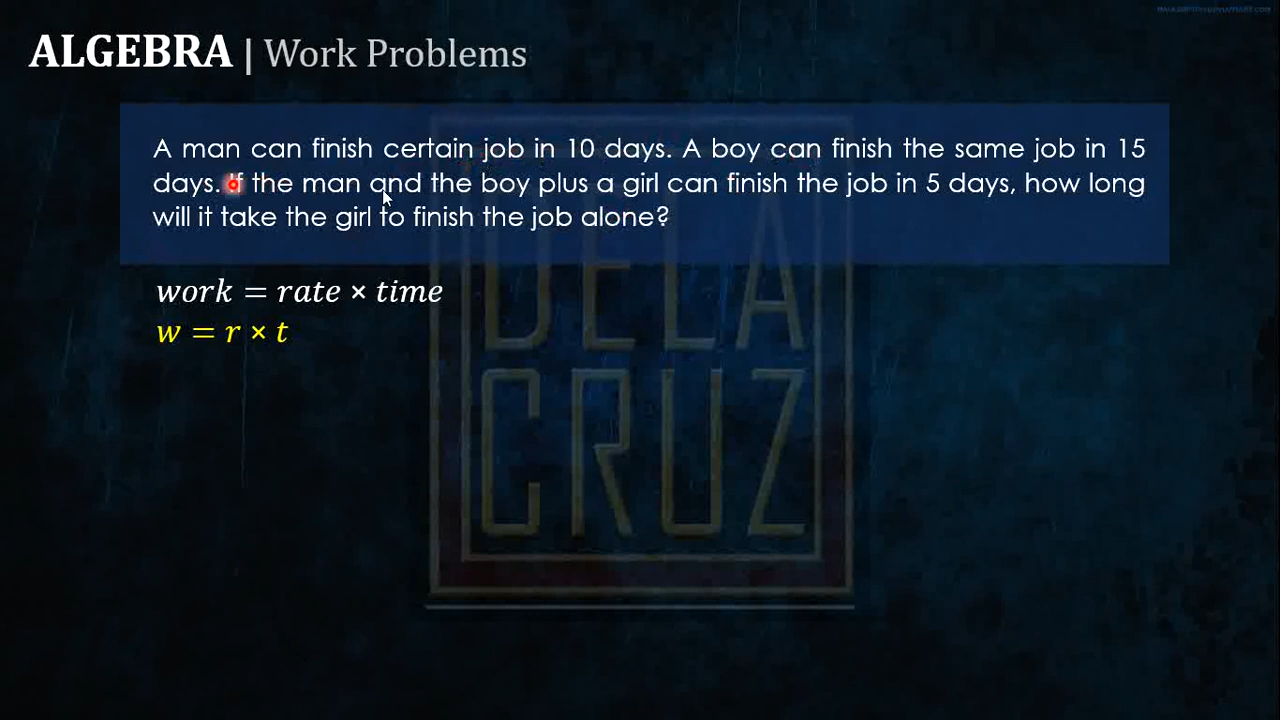 ALGEBRA | Work Problems
A man can finish certain job in 10 days. A boy can finish the same job in 15
days. If the man and the boy plus a girl can finish the job in 5 days, how long
will it take the girl to finish the job alone?
work = rate × time
w = r × t
DELA
CRUZ